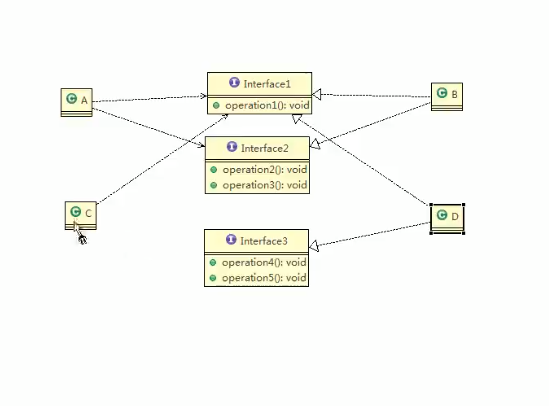 Interface1
operation1(): void
A
B
Interface2
operation2(): void
operation3(): void
C
D
Interface3
operation4(): void
operation5(): void